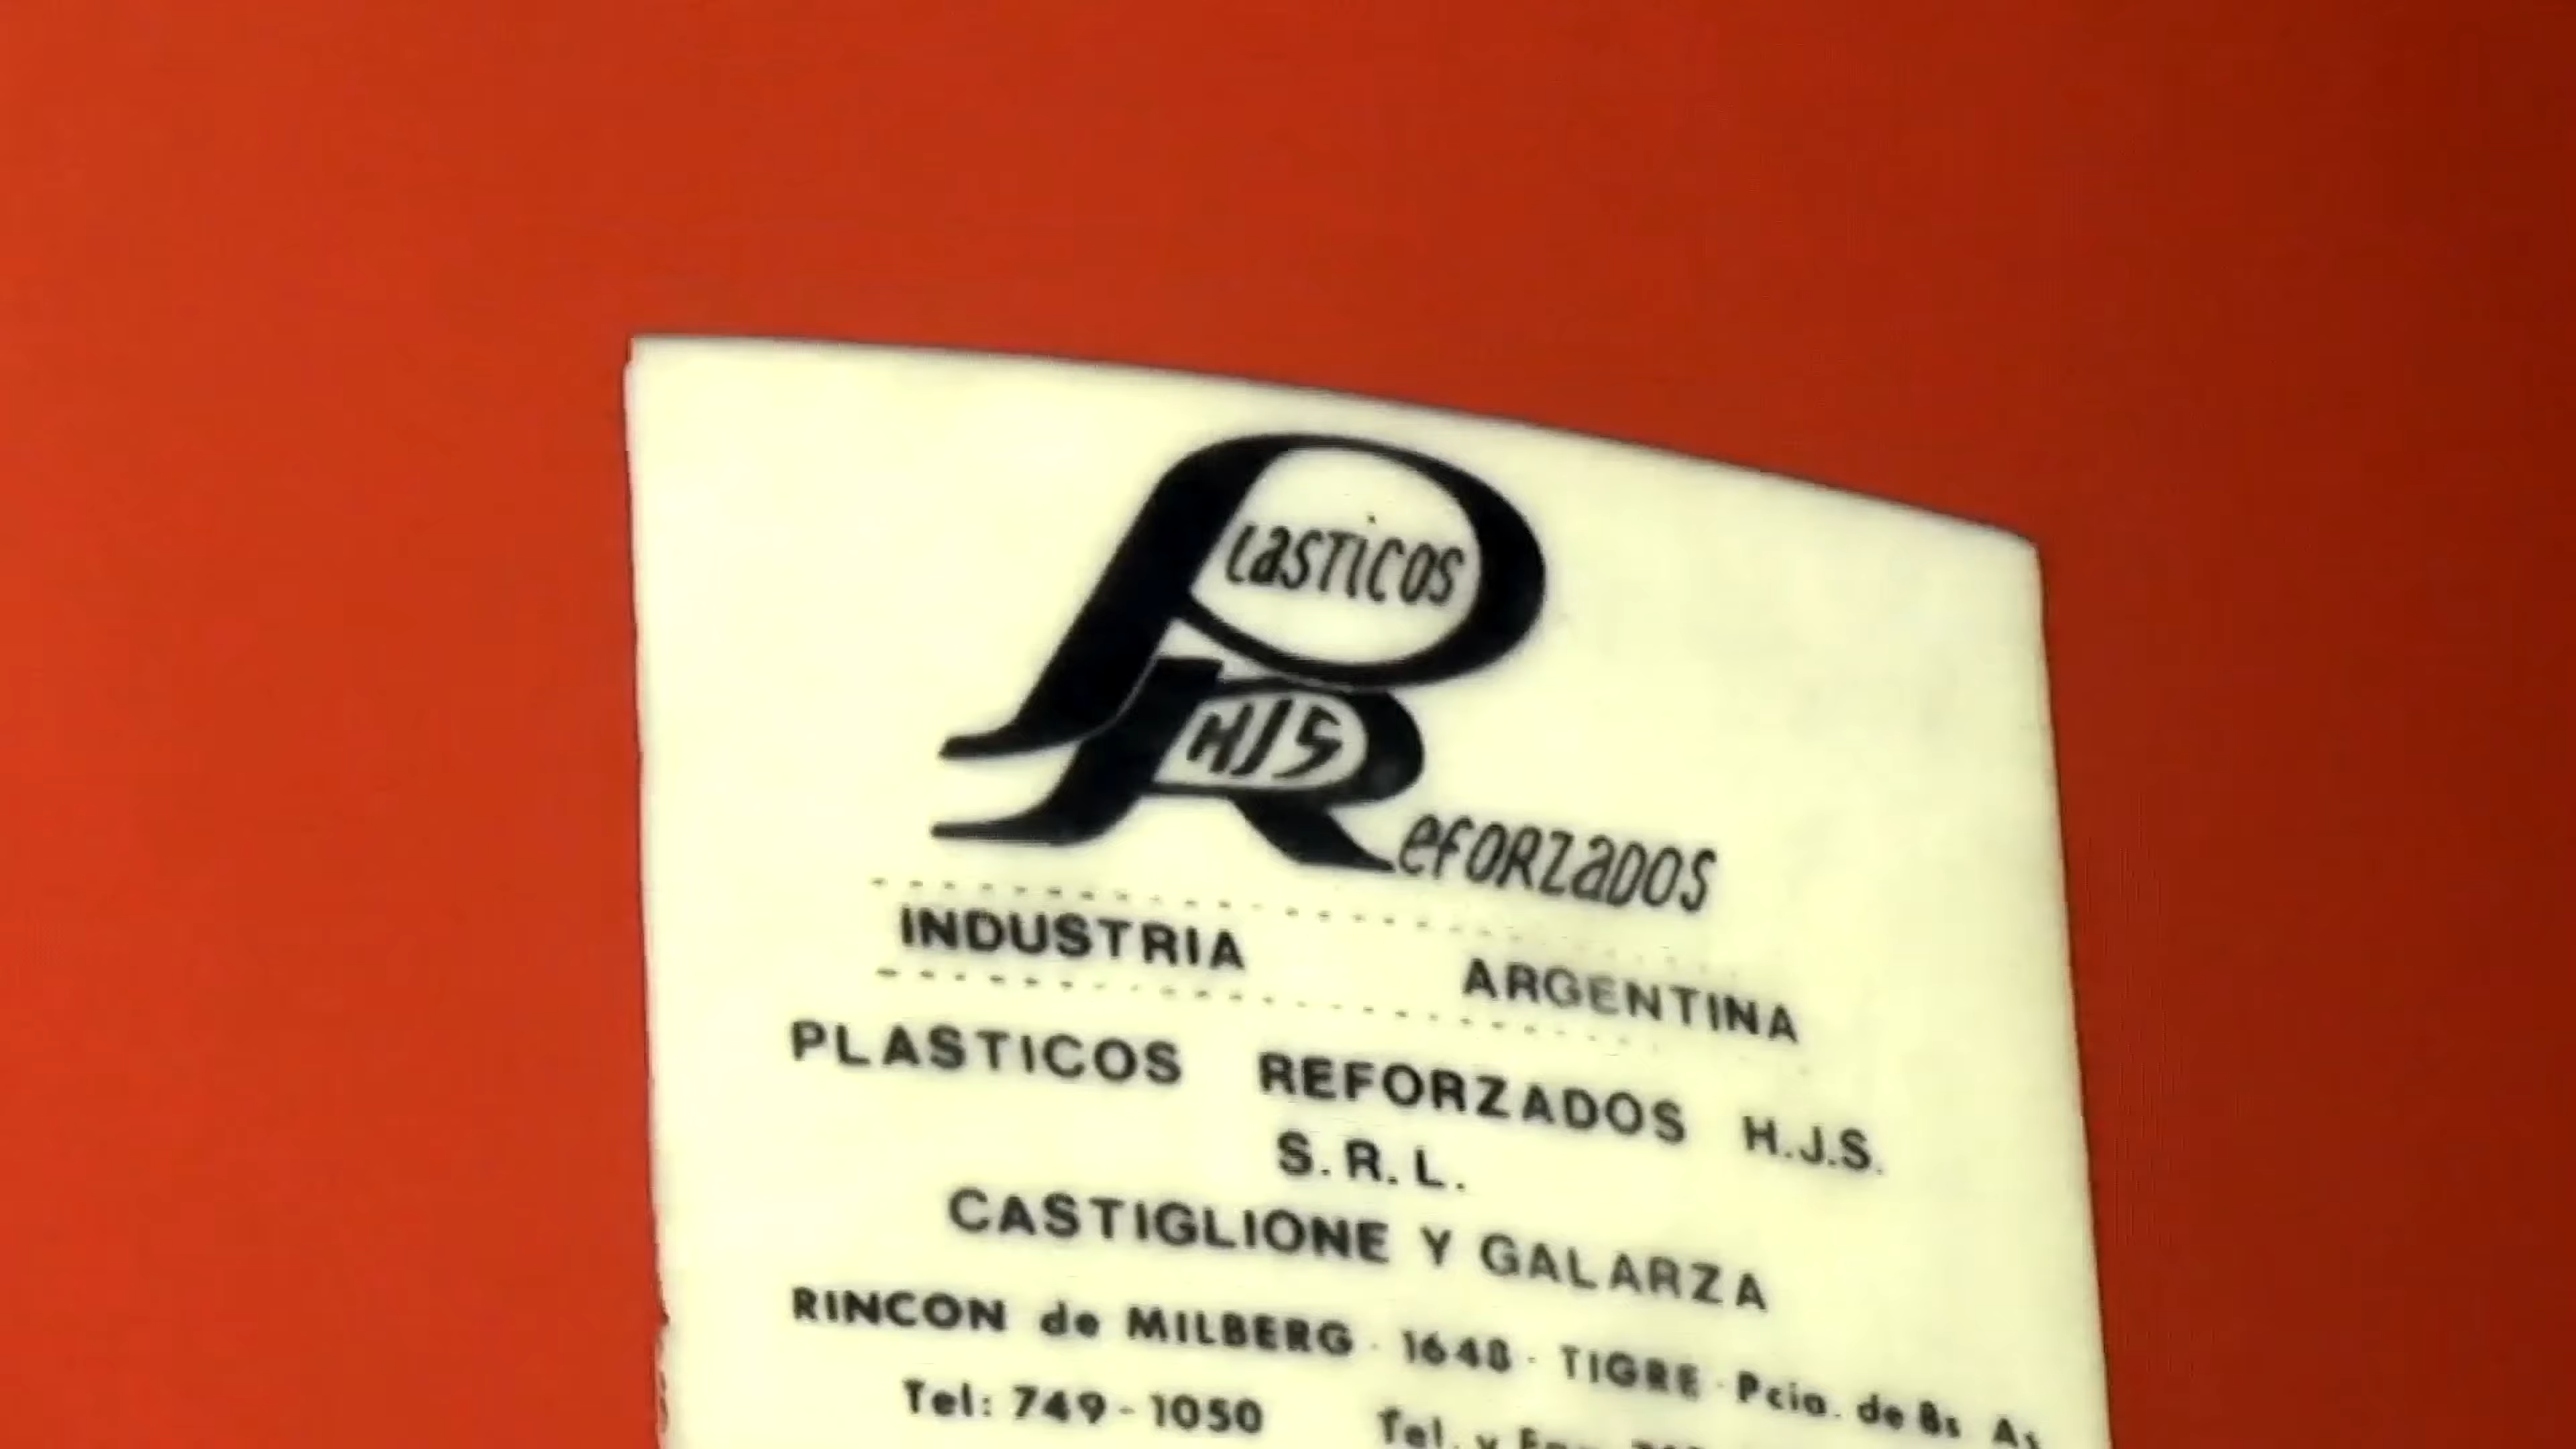 Plasticos
HJS
Reforzados
INDUSTRIA ARGENTINA
PLASTICOS REFORZADOS H.J.S.
S.R.L.
CASTIGLIONE Y GALARZA
RINCON de MILBERG - 1648 - TIGRE - Pcia. de Bs As
Tel: 749-1050 Tel. y